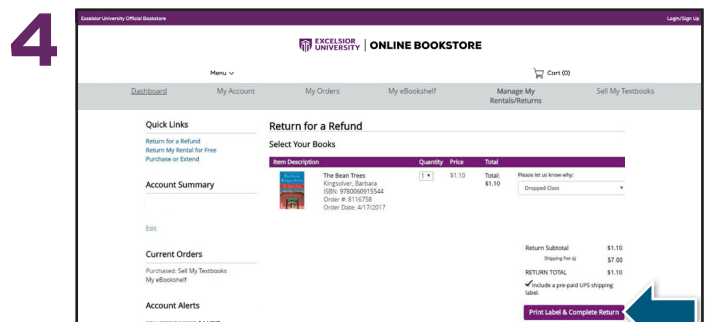 4
Excelsior University Official Bookstore
Login/Sign Up
EXCELSIOR UNIVERSITY | ONLINE BOOKSTORE
Menu
Cart (0)
Dashboard My Account My Orders My eBookshelf Manage My Rentals/Returns Sell My Textbooks
Quick Links
Return for a Refund
Return My Rental for Free
Purchase or Extend
Account Summary
Edit
Current Orders
Purchased: Sell My Textbooks
My eBookshelf
Account Alerts
Return for a Refund
Select Your Books
Item Description Quantity Price Total
The Bean Trees
Kingsolver, Barbara
ISBN: 9780060915544
Order #: 8116758
Order Date: 4/17/2017
1
$1.10
Total:
$1.10
Please let us know why:
Dropped Class
Return Subtotal $1.10
Shipping Fee $7.00
RETURN TOTAL $1.10
Include a pre-paid UPS shipping
label.
Print Label & Complete Return